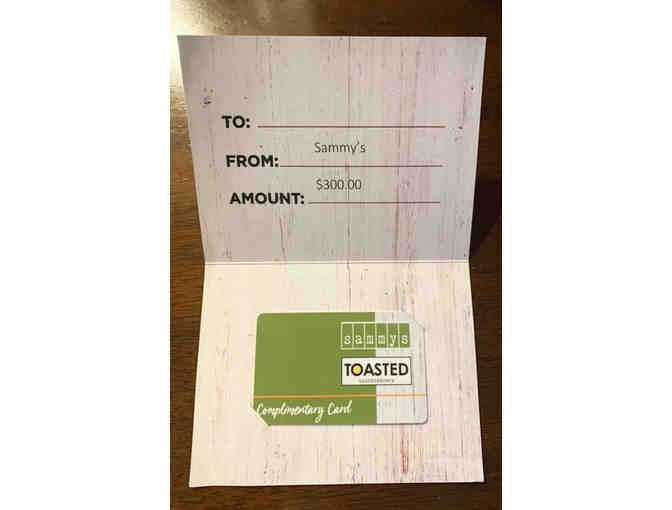 TO:
Sammy's
FROM:
$300.00
AMOUNT:
sammys
TOASTED
Complimentary Card